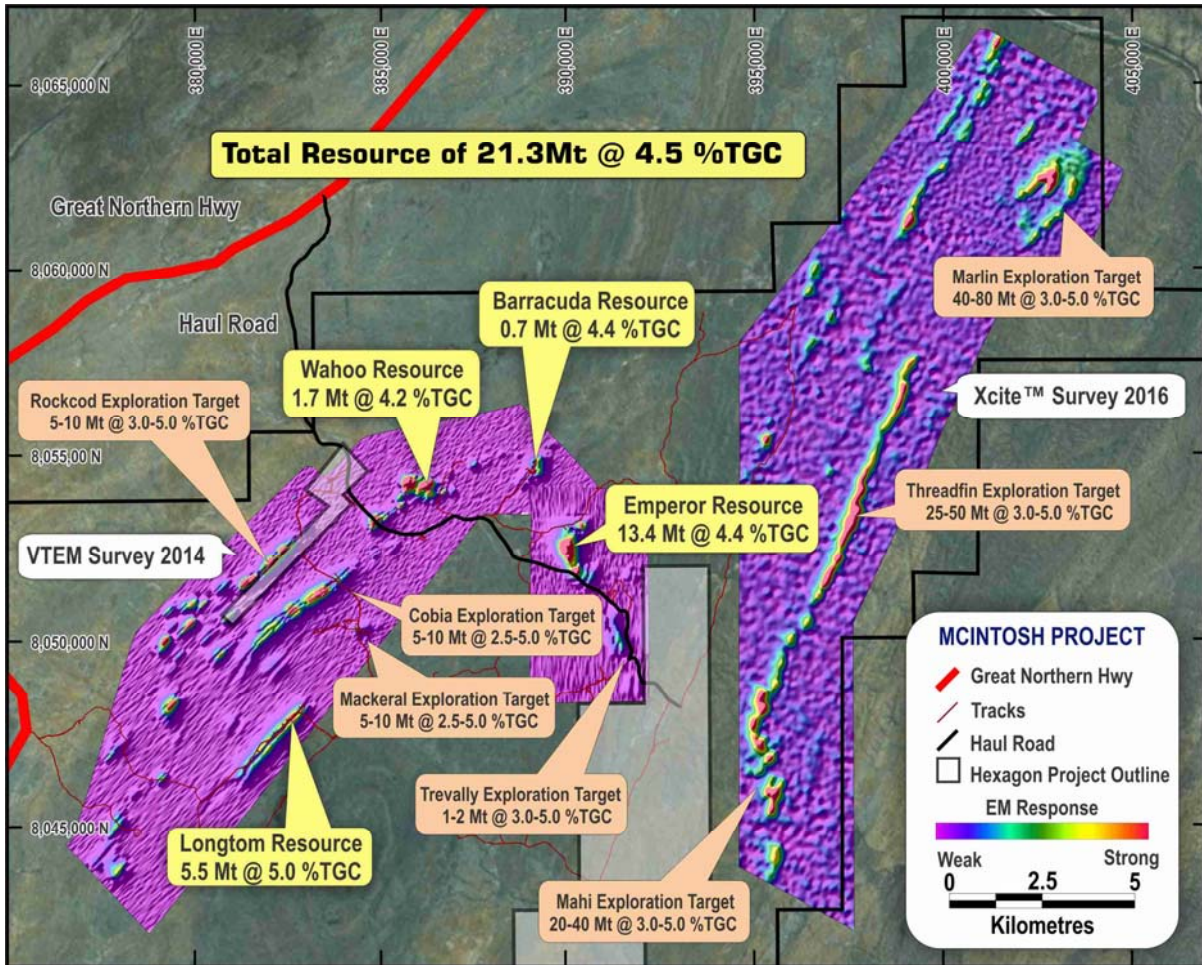 380,000 E
385,000 E
390,000 E
395,000 E
400,000 E
405,000 E
8,065,000 N
Total Resource of 21.3Mt @ 4.5 %TGC
Great Northern Hwy
8,060,000 N
Haul Road
Marlin Exploration Target
40-80 Mt @ 3.0-5.0 %TGC
Barracuda Resource
0.7 Mt @ 4.4 %TGC
Wahoo Resource
1.7 Mt @ 4.2 %TGC
Rockcod Exploration Target
5-10 Mt @ 3.0-5.0 %TGC
Xcite™ Survey 2016
8,055,00 N
Threadfin Exploration Target
25-50 Mt @ 3.0-5.0 %TGC
Emperor Resource
13.4 Mt @ 4.4 %TGC
VTEM Survey 2014
Cobia Exploration Target
5-10 Mt @ 2.5-5.0 %TGC
8,050,000 N
Mackeral Exploration Target
5-10 Mt @ 2.5-5.0 %TGC
Trevally Exploration Target
1-2 Mt @ 3.0-5.0 %TGC
8,045,000 N
Longtom Resource
5.5 Mt @ 5.0 %TGC
Mahi Exploration Target
20-40 Mt @ 3.0-5.0 %TGC
MCINTOSH PROJECT
Great Northern Hwy
Tracks
Haul Road
Hexagon Project Outline
EM Response
Weak Strong
0 2.5 5
Kilometres